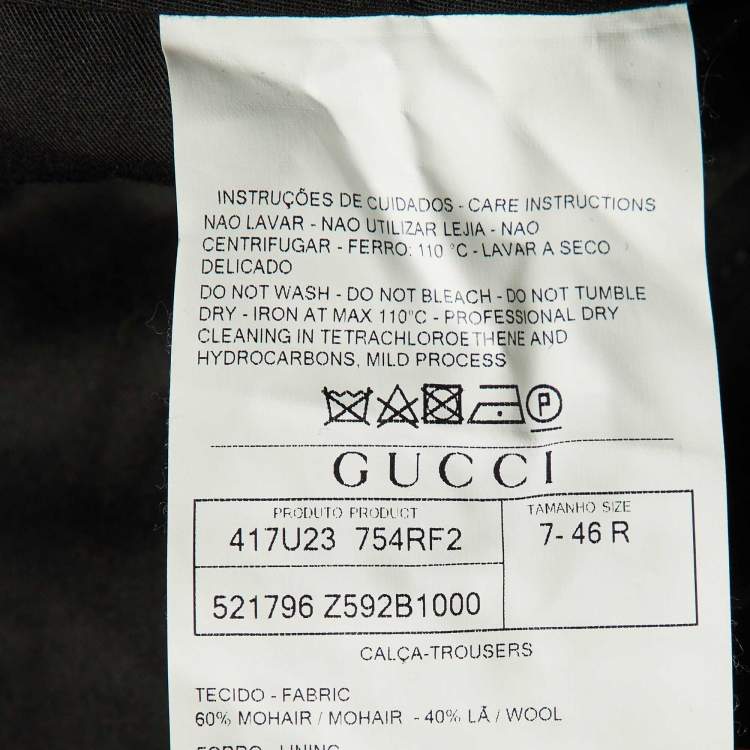 INSTRUÇÕES DE CUIDADOS - CARE INSTRUCTIONS
NAO LAVAR - NAO UTILIZAR LEJIA - NAO
CENTRIFUGAR - FERRO: 110 °C - LAVAR A SECO
DELICADO
DO NOT WASH - DO NOT BLEACH - DO NOT TUMBLE
DRY - IRON AT MAX 110°C - PROFESSIONAL DRY
CLEANING IN TETRACHLOROETHENE AND
HYDROCARBONS, MILD PROCESS
P
GUCCI
PRODUTO PRODUCT
TAMANHO SIZE
417U23 754RF2
7- 46 R
521796 Z592B1000
CALÇA-TROUSERS
TECIDO - FABRIC
60% MOHAIR / MOHAIR - 40% LÃ / WOOL
FORRO - LINING